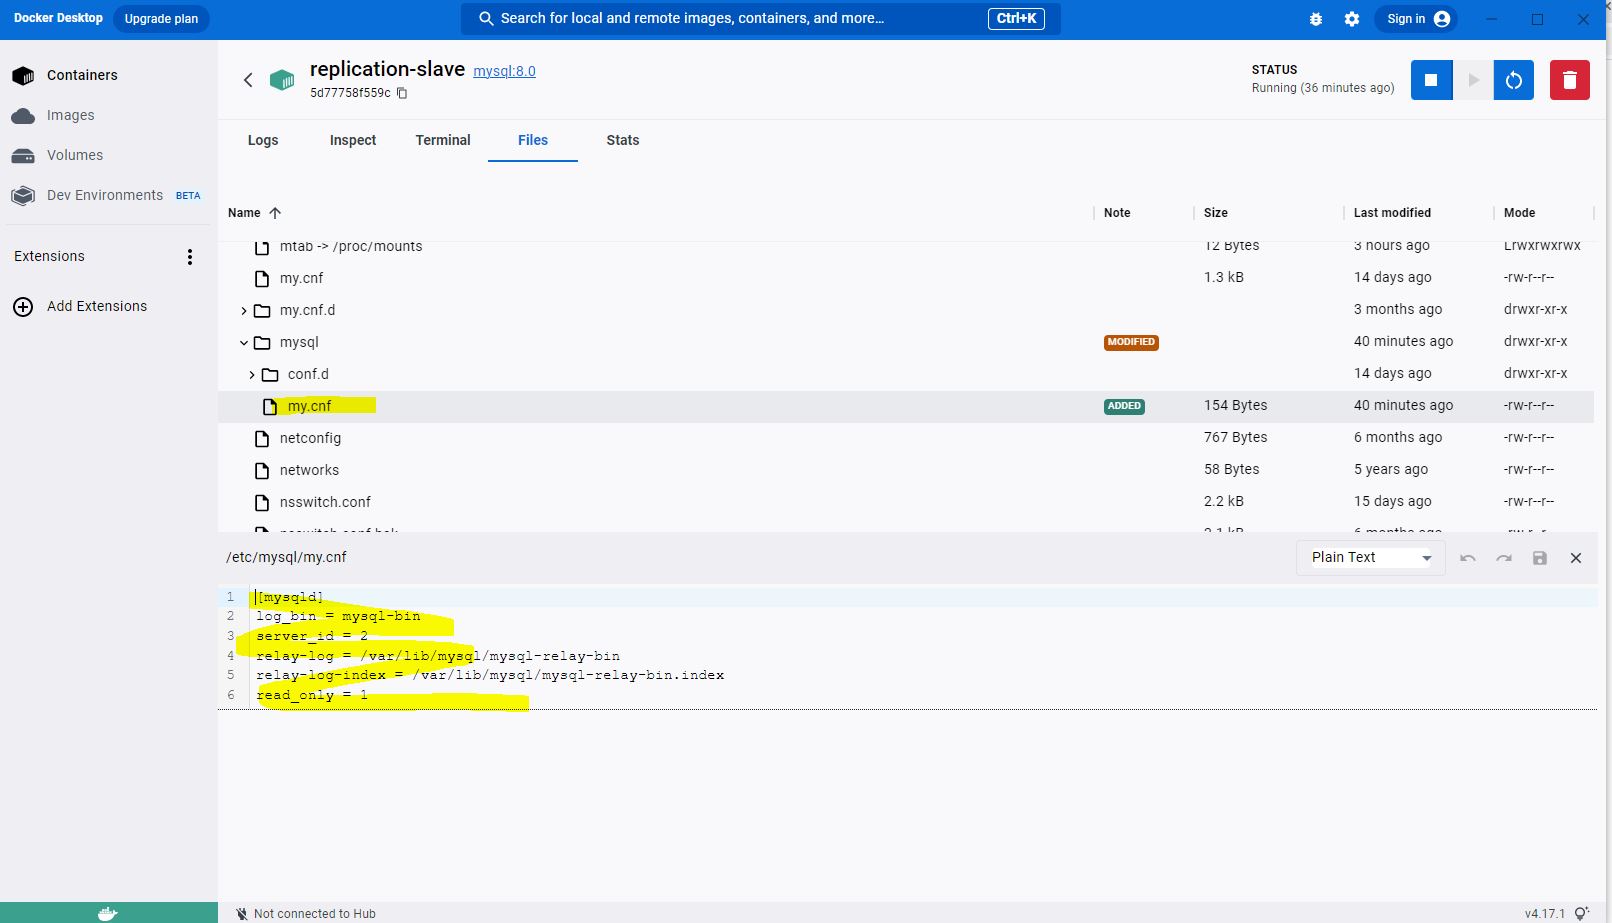 Docker Desktop Upgrade plan Search for local and remote images, containers, and more... Ctrl+K Sign in
Containers
Images
Volumes
Dev Environments BETA
Extensions
Add Extensions
replication-slave mysql:8.0
5d77758f559c
STATUS
Running (36 minutes ago)
Logs Inspect Terminal Files Stats
Name Note Size Last modified Mode
mtab -> /proc/mounts 12 Bytes 3 hours ago Lrwxrwxrwx
my.cnf 1.3 kB 14 days ago -rw-r--r--
my.cnf.d 3 months ago drwxr-xr-x
mysql MODIFIED 40 minutes ago drwxr-xr-x
conf.d 14 days ago drwxr-xr-x
my.cnf ADDED 154 Bytes 40 minutes ago -rw-r--r--
netconfig 767 Bytes 6 months ago -rw-r--r--
networks 58 Bytes 5 years ago -rw-r--r--
nsswitch.conf 2.2 kB 15 days ago -rw-r--r--
/etc/mysql/my.cnf Plain Text
1 [mysqld]
2 log_bin = mysql-bin
3 server_id = 2
4 relay-log = /var/lib/mysql/mysql-relay-bin
5 relay-log-index = /var/lib/mysql/mysql-relay-bin.index
6 read_only = 1
Not connected to Hub v4.17.1